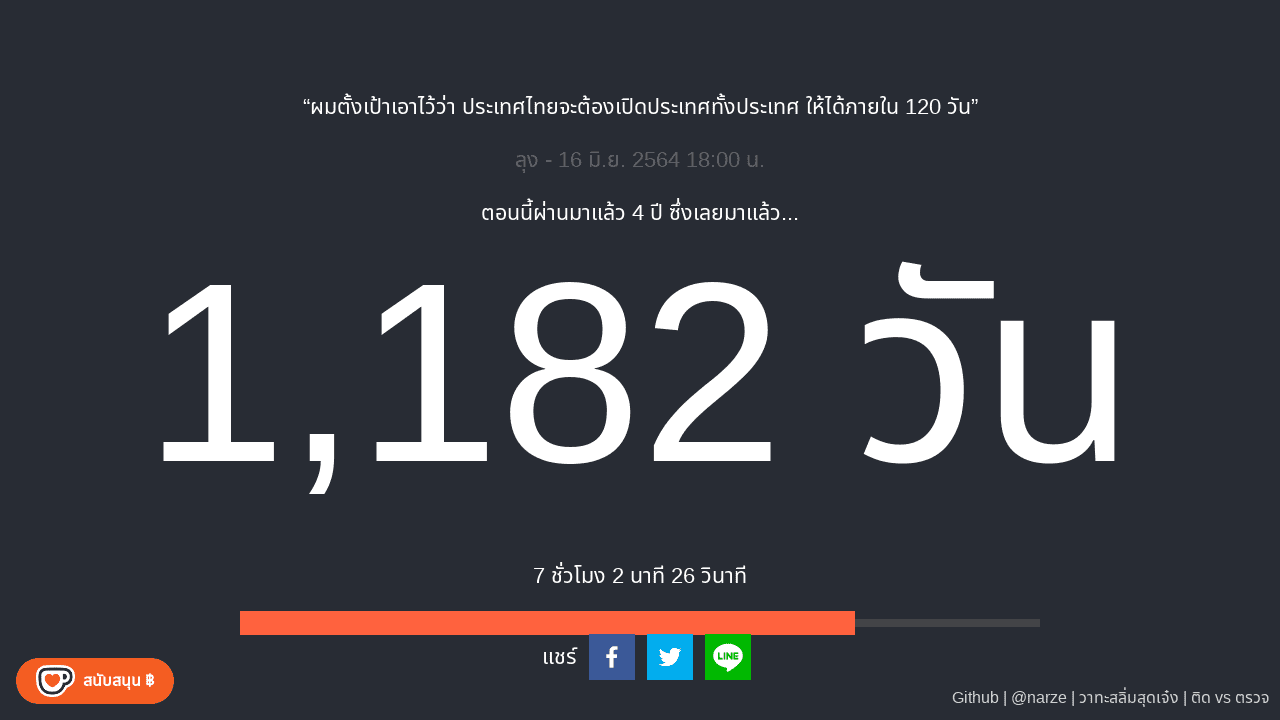 “ผมตั้งเป้าเอาไว้ว่า ประเทศไทยจะต้องเปิดประเทศทั้งประเทศ ให้ได้ภายใน 120 วัน”
ลุง - 16 มิ.ย. 2564 18:00 น.
ตอนนี้ผ่านมาแล้ว 4 ปี ซึ่งเลยมาแล้ว...
1,182 วัน
7 ชั่วโมง 2 นาที 26 วินาที
แชร์
LINE
สนับสนุน ฿
Github | @narze | วาทะสลิ่มสุดเจ๋ง | ติด vs ตรวจ